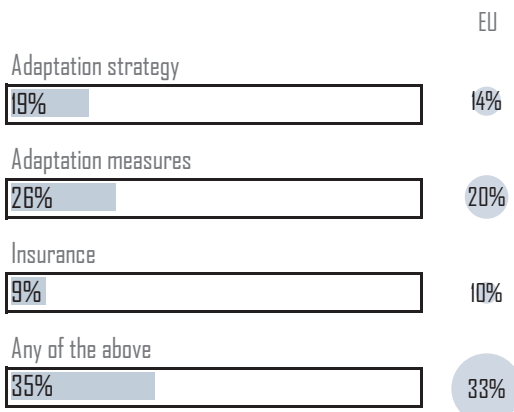 EU
Adaptation strategy
19% 14%
Adaptation measures
26% 20%
Insurance
9% 10%
Any of the above
35% 33%